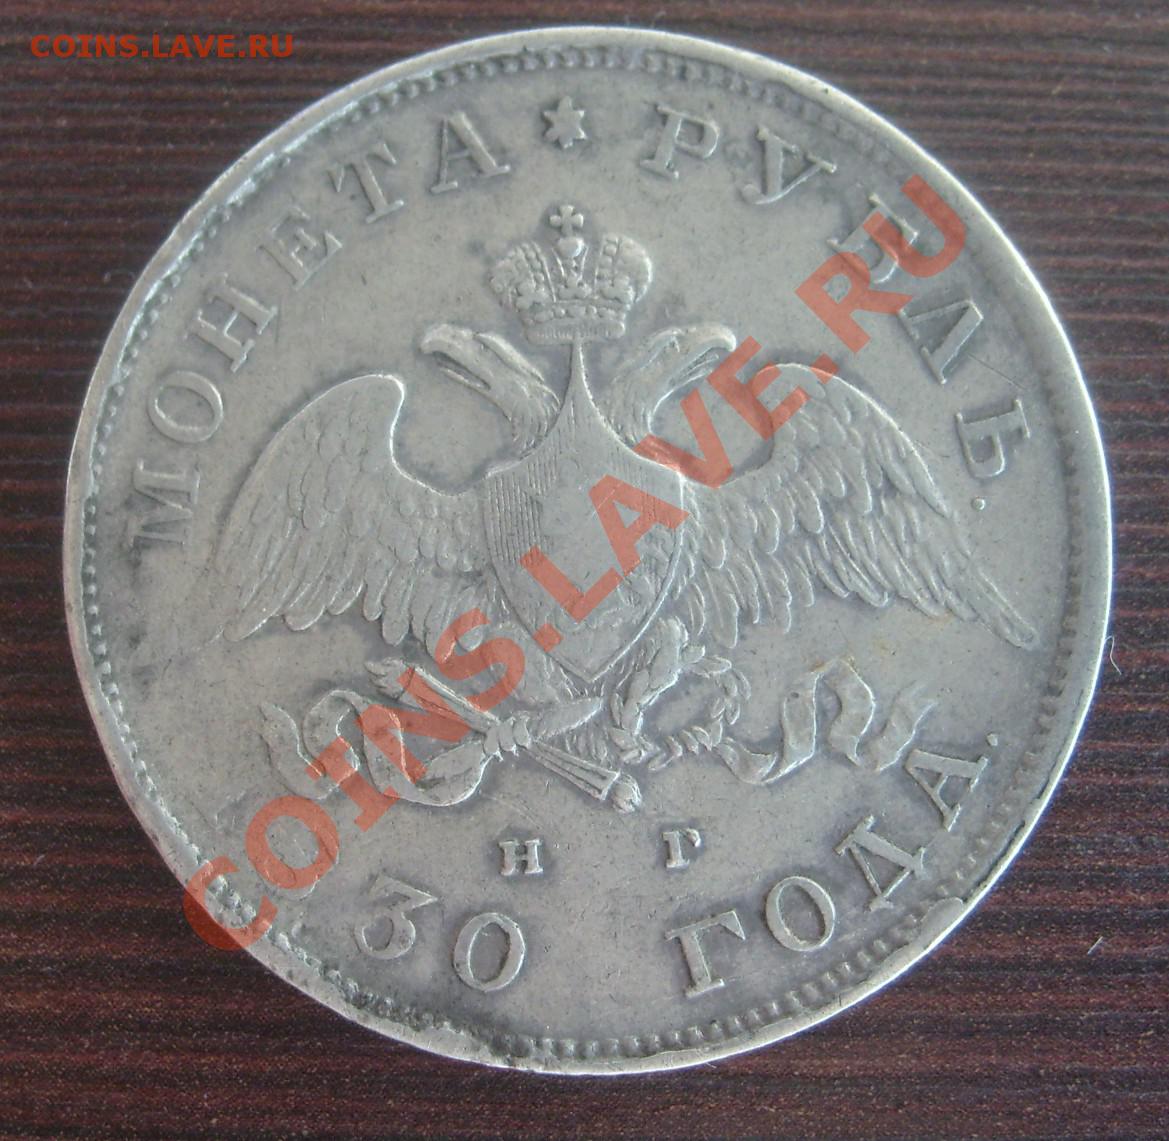 COINS.LAVE.RU
МОНЕТА * РУБЛЬ.
COINS.LAVE.RU
Н Г
30 ГОДА.